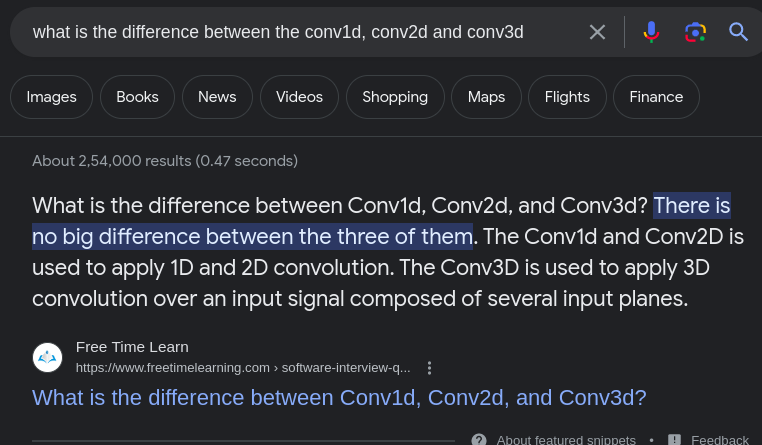 what is the difference between the conv1d, conv2d and conv3d
Images Books News Videos Shopping Maps Flights Finance
About 2,54,000 results (0.47 seconds)
What is the difference between Conv1d, Conv2d, and Conv3d? There is
no big difference between the three of them. The Conv1d and Conv2D is
used to apply 1D and 2D convolution. The Conv3D is used to apply 3D
convolution over an input signal composed of several input planes.
Free Time Learn
https://www.freetimelearning.com › software-interview-q...
What is the difference between Conv1d, Conv2d, and Conv3d?
About featured snippets • Feedback